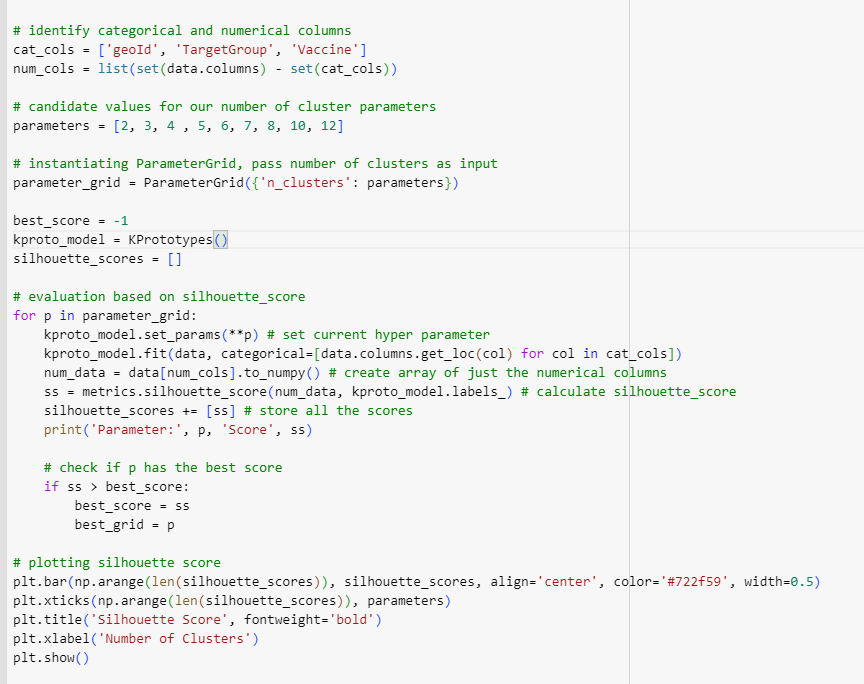 # identify categorical and numerical columns
cat_cols = ['geoId', 'TargetGroup', 'Vaccine']
num_cols = list(set(data.columns) - set(cat_cols))

# candidate values for our number of cluster parameters
parameters = [2, 3, 4 , 5, 6, 7, 8, 10, 12]

# instantiating ParameterGrid, pass number of clusters as input
parameter_grid = ParameterGrid({'n_clusters': parameters})

best_score = -1
kproto_model = KPrototypes()
silhouette_scores = []

# evaluation based on silhouette_score
for p in parameter_grid:
    kproto_model.set_params(**p) # set current hyper parameter
    kproto_model.fit(data, categorical=[data.columns.get_loc(col) for col in cat_cols])
    num_data = data[num_cols].to_numpy() # create array of just the numerical columns
    ss = metrics.silhouette_score(num_data, kproto_model.labels_) # calculate silhouette_score
    silhouette_scores += [ss] # store all the scores
    print('Parameter:', p, 'Score', ss)

    # check if p has the best score
    if ss > best_score:
        best_score = ss
        best_grid = p

# plotting silhouette score
plt.bar(np.arange(len(silhouette_scores)), silhouette_scores, align='center', color='#722f59', width=0.5)
plt.xticks(np.arange(len(silhouette_scores)), parameters)
plt.title('Silhouette Score', fontweight='bold')
plt.xlabel('Number of Clusters')
plt.show()